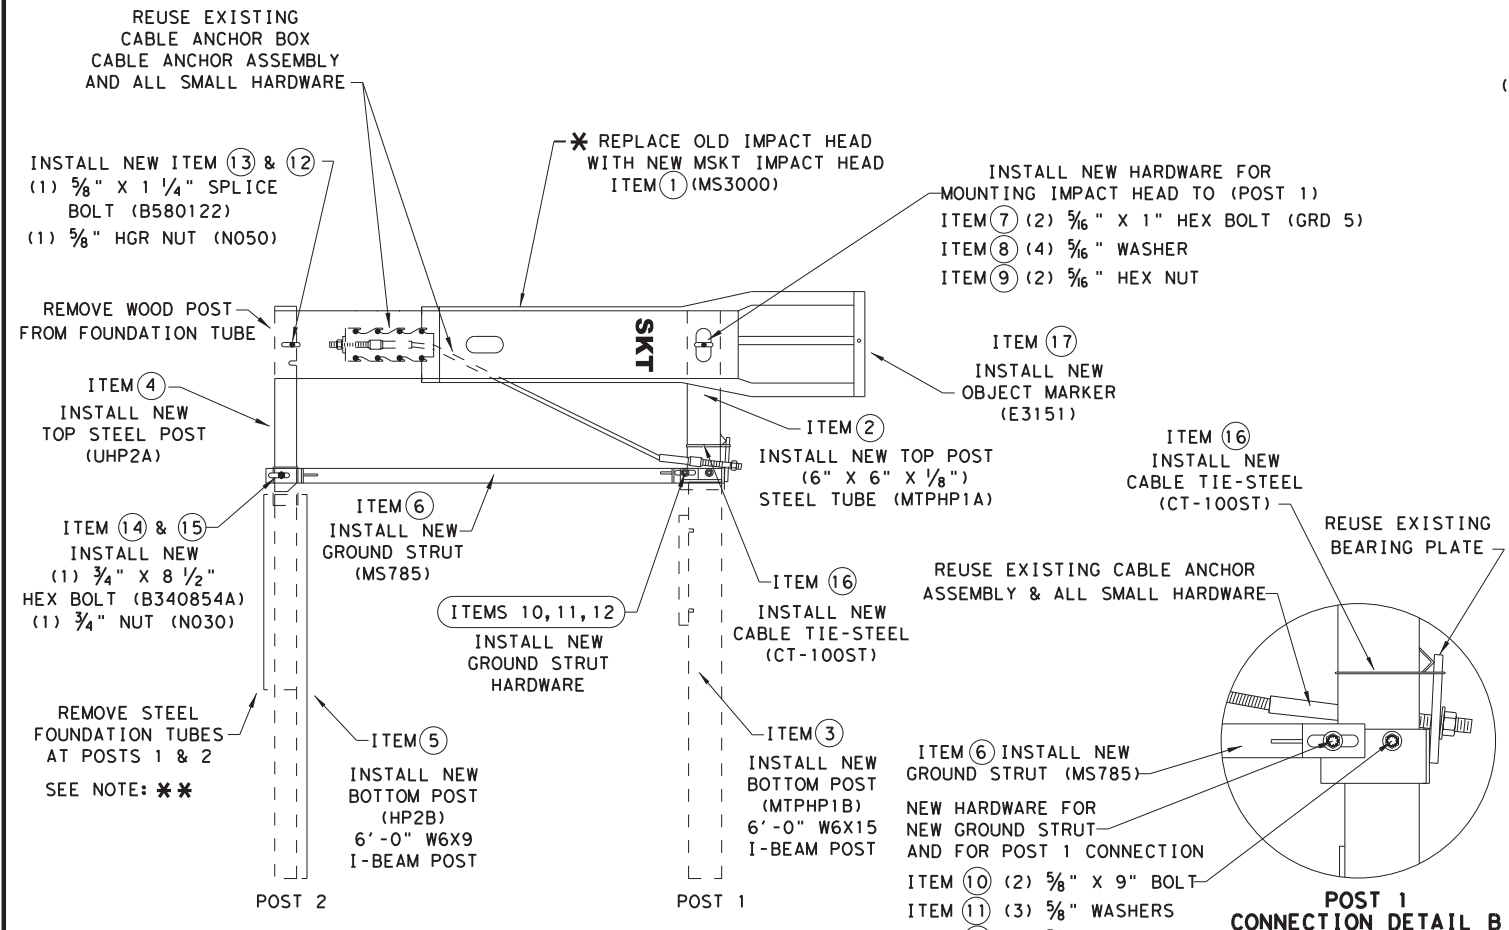 REUSE EXISTING
CABLE ANCHOR BOX
CABLE ANCHOR ASSEMBLY
AND ALL SMALL HARDWARE
INSTALL NEW ITEM 13 & 12
(1) 5/8" X 1 1/4" SPLICE
BOLT (B580122)
(1) 5/8" HGR NUT (N050)
* REPLACE OLD IMPACT HEAD
WITH NEW MSKT IMPACT HEAD
ITEM 1 (MS3000)
INSTALL NEW HARDWARE FOR
MOUNTING IMPACT HEAD TO (POST 1)
ITEM 7 (2) 5/16" X 1" HEX BOLT (GRD 5)
ITEM 8 (4) 5/16" WASHER
ITEM 9 (2) 5/16" HEX NUT
REMOVE WOOD POST
FROM FOUNDATION TUBE
SKT
ITEM 17
INSTALL NEW
OBJECT MARKER
(E3151)
ITEM 4
INSTALL NEW
TOP STEEL POST
(UHP2A)
ITEM 2
INSTALL NEW TOP POST
(6" X 6" X 1/8")
STEEL TUBE (MTPHP1A)
ITEM 16
INSTALL NEW
CABLE TIE-STEEL
(CT-100ST)
REUSE EXISTING
BEARING PLATE
ITEM 14 & 15
INSTALL NEW
(1) 3/4" X 8 1/2"
HEX BOLT (B340854A)
(1) 3/4" NUT (N030)
ITEM 6
INSTALL NEW
GROUND STRUT
(MS785)
ITEMS 10, 11, 12
INSTALL NEW
GROUND STRUT
HARDWARE
ITEM 16
INSTALL NEW
CABLE TIE-STEEL
(CT-100ST)
REUSE EXISTING CABLE ANCHOR
ASSEMBLY & ALL SMALL HARDWARE
REMOVE STEEL
FOUNDATION TUBES
AT POSTS 1 & 2
SEE NOTE: * *
ITEM 5
INSTALL NEW
BOTTOM POST
(HP2B)
6'-0" W6X9
I-BEAM POST
ITEM 3
INSTALL NEW
BOTTOM POST
(MTPHP1B)
6'-0" W6X15
I-BEAM POST
ITEM 6 INSTALL NEW
GROUND STRUT (MS785)
NEW HARDWARE FOR
NEW GROUND STRUT
AND FOR POST 1 CONNECTION
ITEM 10 (2) 5/8" X 9" BOLT
ITEM 11 (3) 5/8" WASHERS
POST 2
POST 1
POST 1
CONNECTION DETAIL B